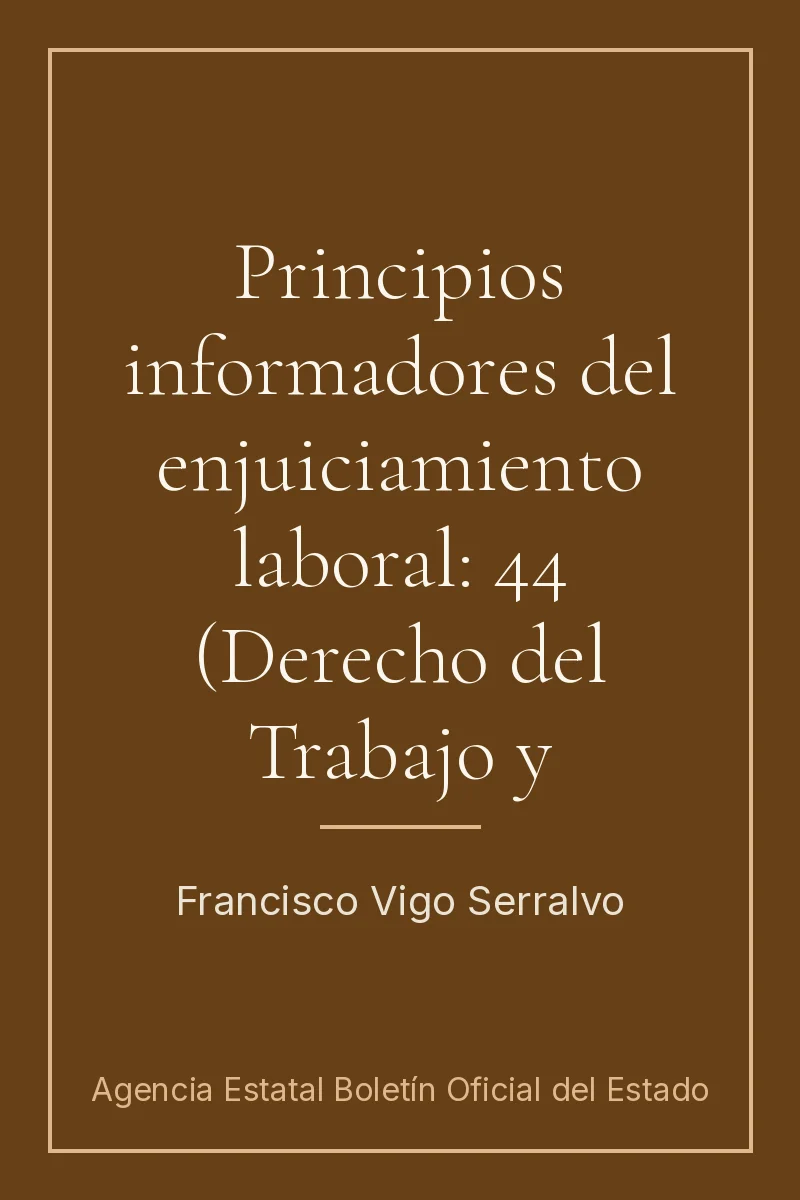 Principios
informadores del
enjuiciamiento
laboral: 44
(Derecho del
Trabajo y
Francisco Vigo Serralvo
Agencia Estatal Boletín Oficial del Estado